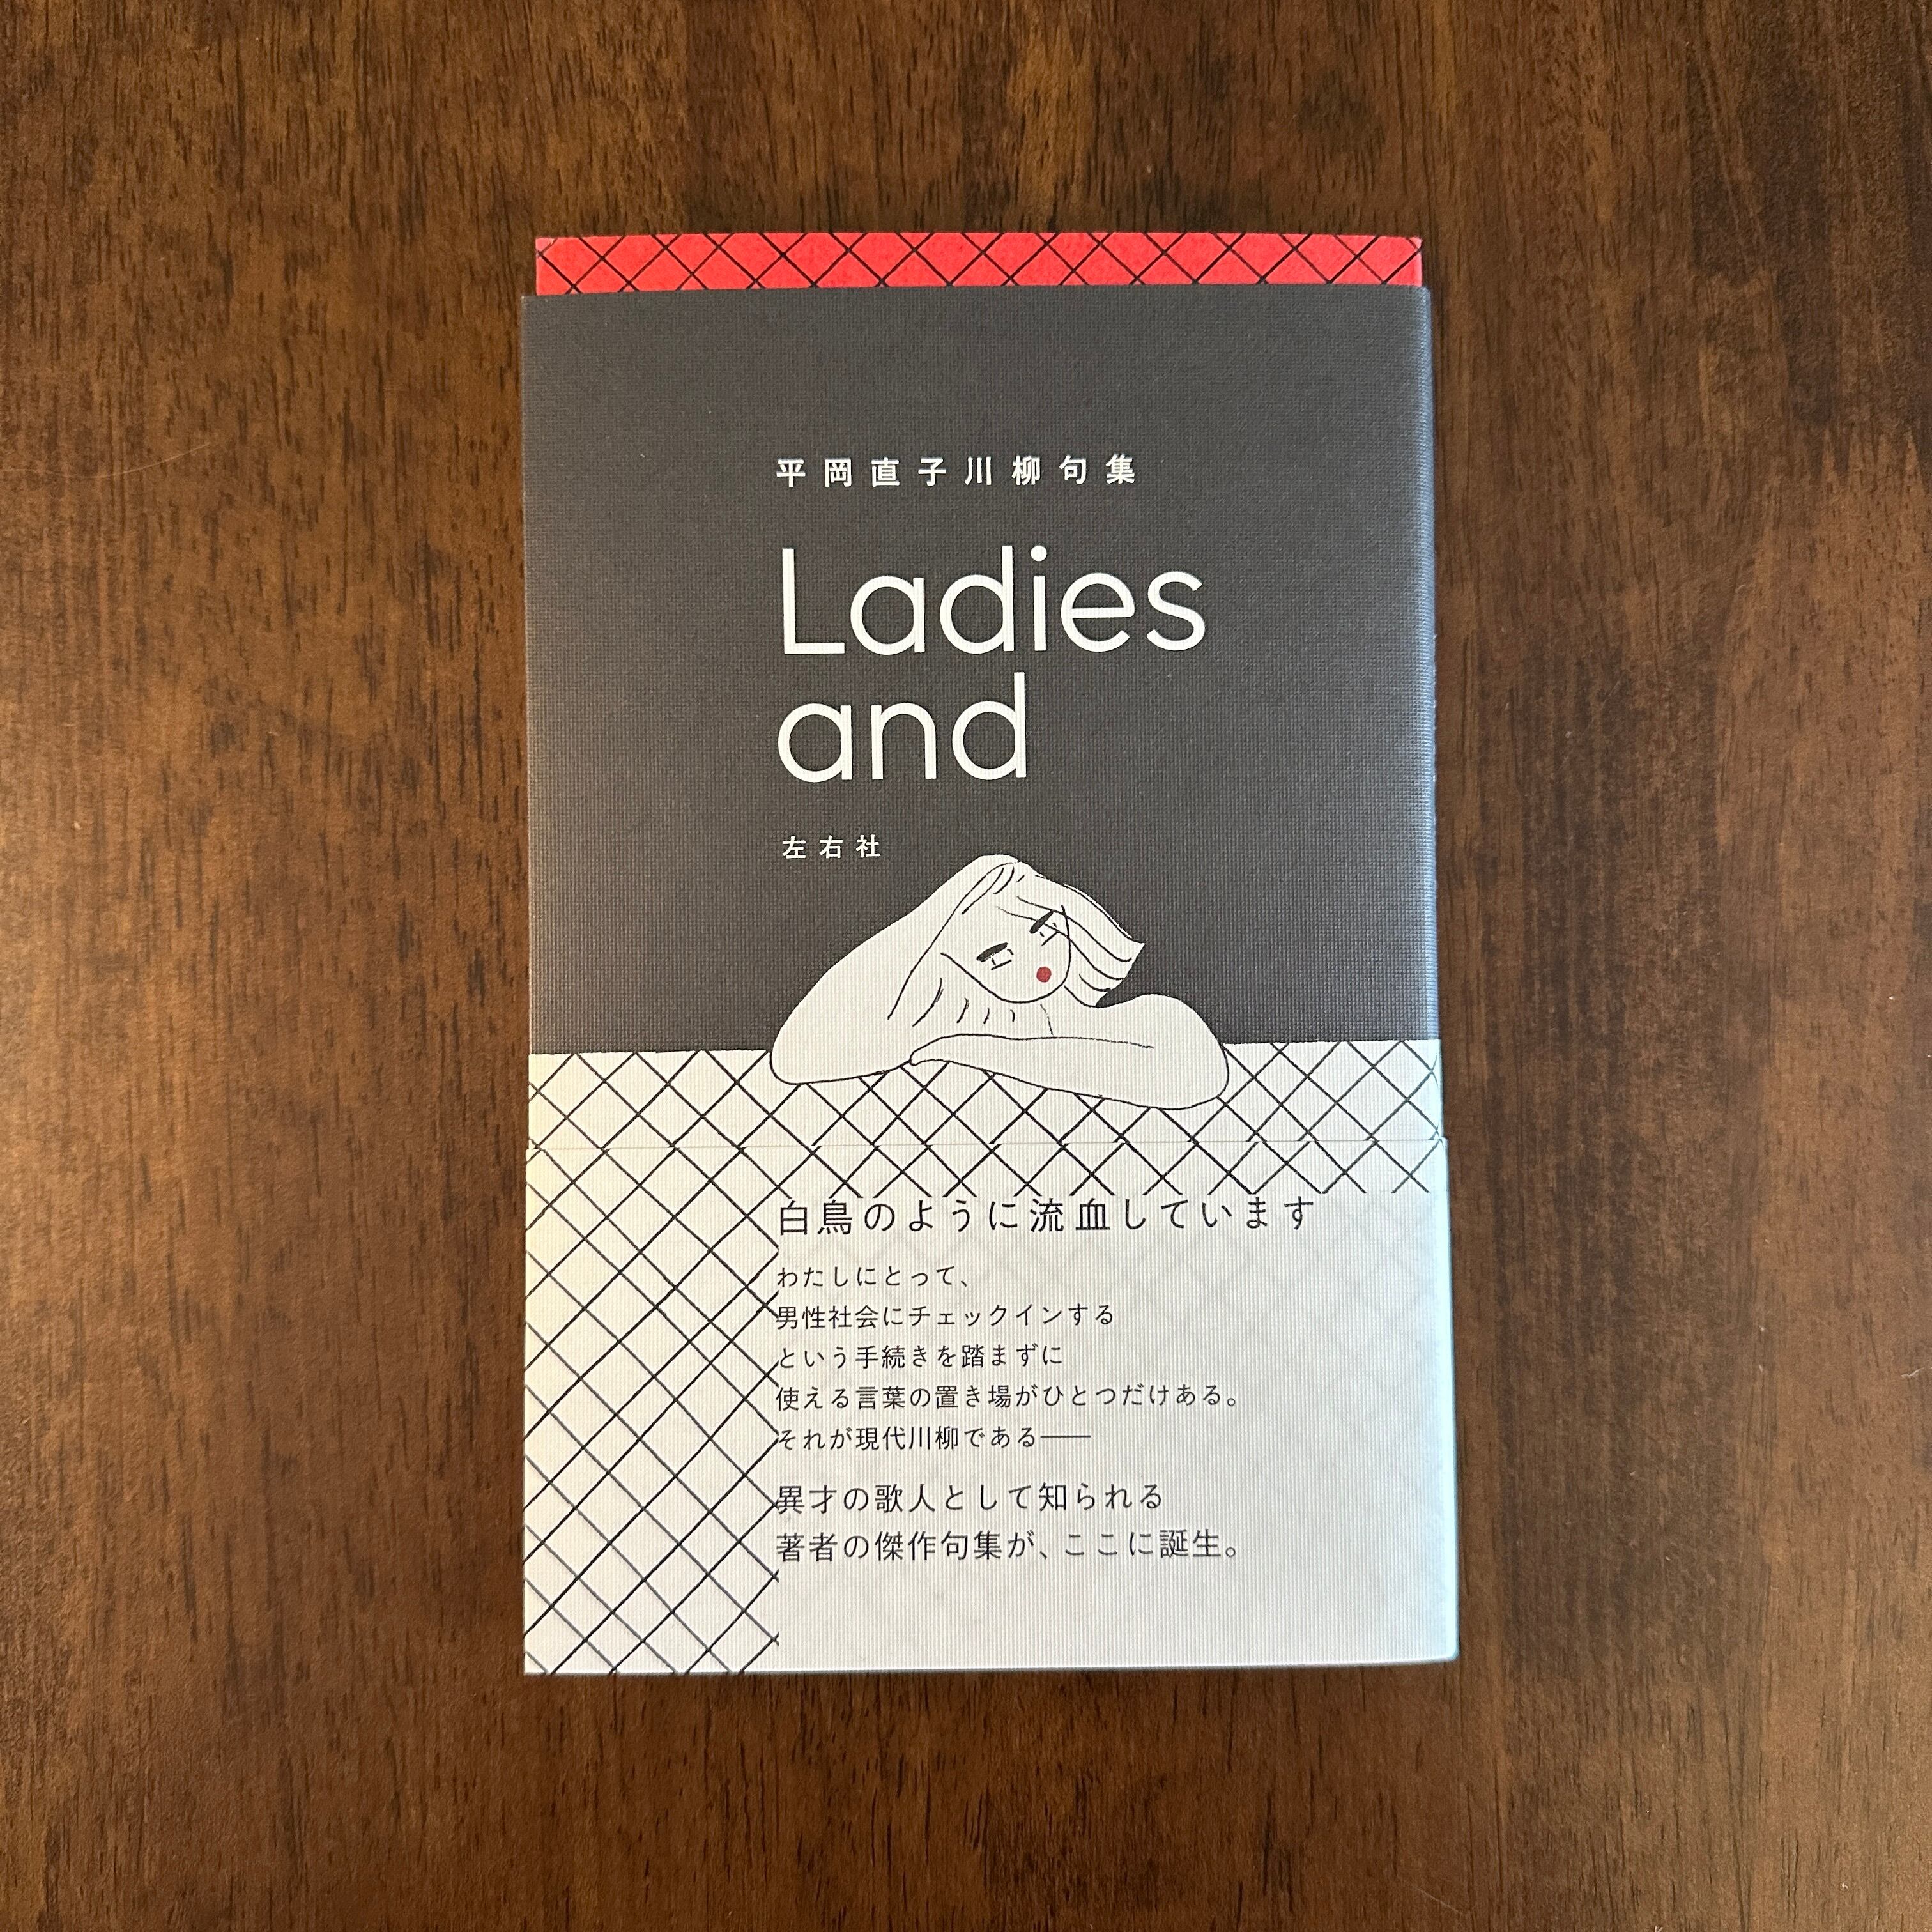 平岡直子川柳句集
Ladies
and
左右社
白鳥のように流血しています
わたしにとって、
男性社会にチェックインする
という手続きを踏まずに
使える言葉の置き場がひとつだけある。
それが現代川柳である――
異才の歌人として知られる
著者の傑作句集が、ここに誕生。